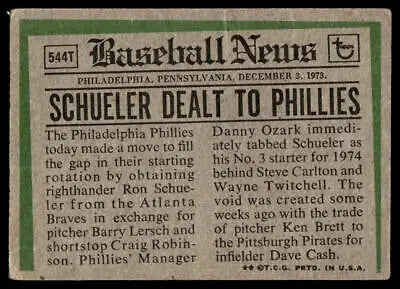 544T
Baseball News
Topps
PHILADELPHIA, PENNSYLVANIA, DECEMBER 3, 1973.
SCHUELER DEALT TO PHILLIES
The Philadelphia Phillies
today made a move to fill
the gap in their starting
rotation by obtaining
righthander Ron Schue-
ler from the Atlanta
Braves in exchange for
pitcher Barry Lersch and
shortstop Craig Robin-
son. Phillies' Manager
Danny Ozark immedi-
ately tabbed Schueler as
his No. 3 starter for 1974
behind Steve Carlton and
Wayne Twitchell. The
void was created some
weeks ago with the trade
of pitcher Ken Brett to
the Pittsburgh Pirates for
infielder Dave Cash.
** ©T.C.G. PRTD. IN U.S.A.